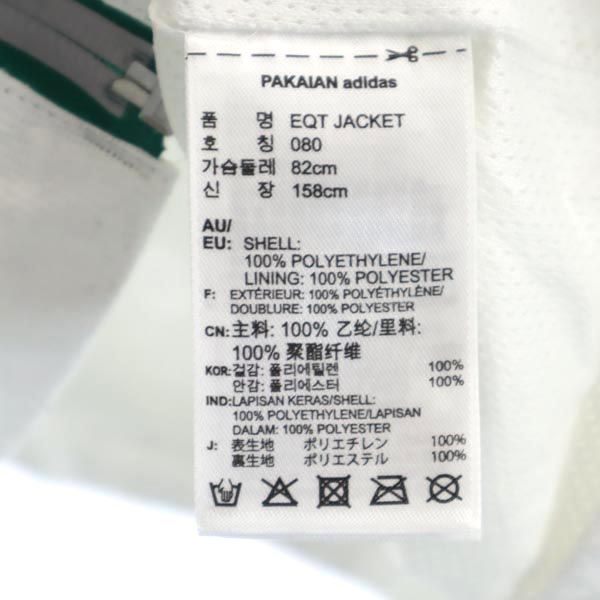 PAKAIAN adidas
品 명 EQT JACKET
호 칭 080
가슴둘레 82cm
신 장 158cm
AU/
EU: SHELL:
100% POLYETHYLENE/
LINING: 100% POLYESTER
F: EXTÉRIEUR: 100% POLYÉTHYLÈNE/
DOUBLURE: 100% POLYESTER
CN: 主料: 100% 乙纶/里料:
100% 聚酯纤维
KOR: 겉감: 폴리에틸렌 100%
안감: 폴리에스터 100%
IND: LAPISAN KERAS/SHELL:
100% POLYETHYLENE/LAPISAN
DALAM: 100% POLYESTER
J: 表生地 ポリエチレン 100%
裏生地 ポリエステル 100%